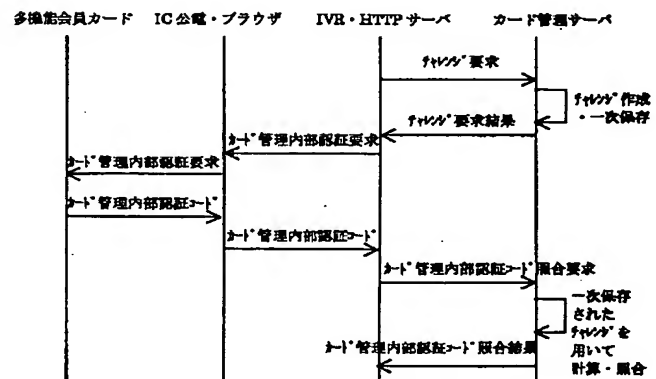 多機能会員カード
IC公電・ブラウザ
IVR・HTTPサーバ
カード管理サーバ
ﾁｬﾚﾝｼﾞ要求
ﾁｬﾚﾝｼﾞ作成
・一次保存
ﾁｬﾚﾝｼﾞ要求結果
ｶｰﾄﾞ管理内部認証要求
ｶｰﾄﾞ管理内部認証要求
ｶｰﾄﾞ管理内部認証ｺｰﾄﾞ
ｶｰﾄﾞ管理内部認証ｺｰﾄﾞ
ｶｰﾄﾞ管理内部認証ｺｰﾄﾞ照合要求
一次保存
された
ﾁｬﾚﾝｼﾞを
用いて
計算・照合
ｶｰﾄﾞ管理内部認証ｺｰﾄﾞ照合結果